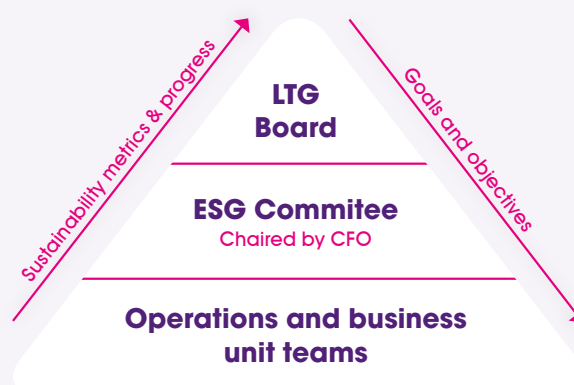 Sustainability metrics & progress
Goals and objectives
LTG
Board
ESG Commitee
Chaired by CFO
Operations and business
unit teams